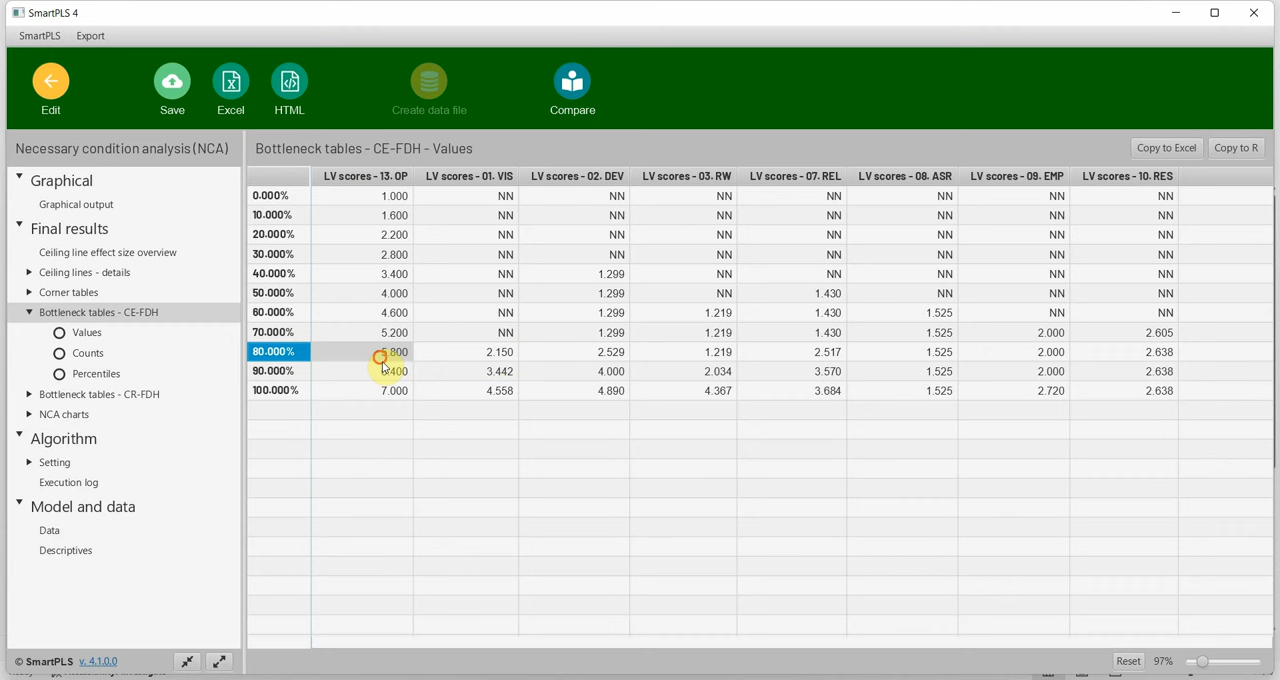 SmartPLS 4
SmartPLS Export
Edit Save Excel HTML Create data file Compare
Necessary condition analysis (NCA)
Graphical
Graphical output
Final results
Ceiling line effect size overview
Ceiling lines - details
Corner tables
Bottleneck tables - CE-FDH
Values
Counts
Percentiles
Bottleneck tables - CR-FDH
NCA charts
Algorithm
Setting
Execution log
Model and data
Data
Descriptives
© SmartPLS v. 4.1.0.0
Bottleneck tables - CE-FDH - Values Copy to Excel Copy to R
LV scores - 13. OP LV scores - 01. VIS LV scores - 02. DEV LV scores - 03. RW LV scores - 07. REL LV scores - 08. ASR LV scores - 09. EMP LV scores - 10. RES
0.000% 1.000 NN NN NN NN NN NN NN
10.000% 1.600 NN NN NN NN NN NN NN
20.000% 2.200 NN NN NN NN NN NN NN
30.000% 2.800 NN NN NN NN NN NN NN
40.000% 3.400 NN 1.299 NN NN NN NN NN
50.000% 4.000 NN 1.299 NN 1.430 NN NN NN
60.000% 4.600 NN 1.299 1.219 1.430 1.525 NN NN
70.000% 5.200 NN 1.299 1.219 1.430 1.525 2.000 2.605
80.000% 5.800 2.150 2.529 1.219 2.517 1.525 2.000 2.638
90.000% 3.442 4.000 2.034 3.570 1.525 2.000 2.638
100.000% 7.000 4.558 4.890 4.367 3.684 1.525 2.720 2.638
Reset 97%